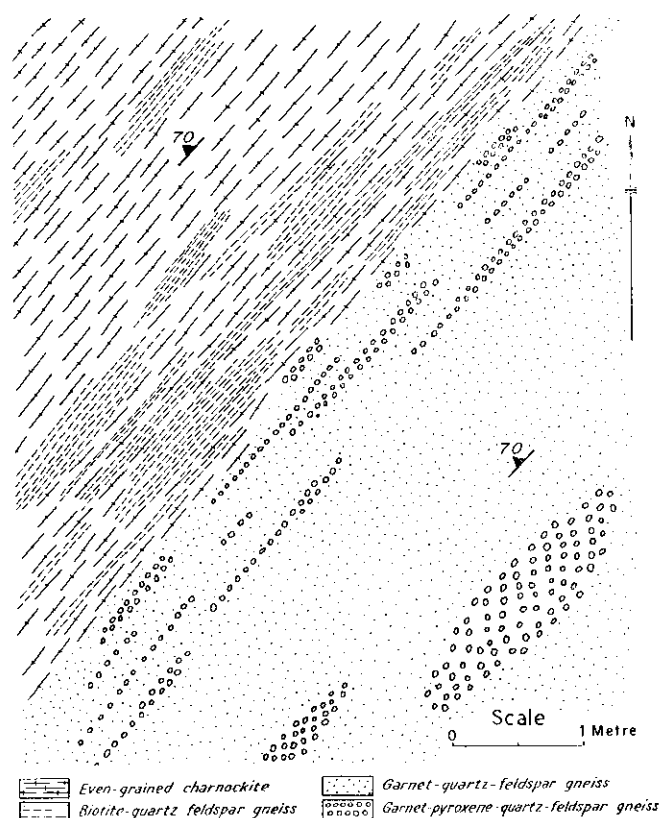 70
N
70
Scale
0 1 Metre
Even-grained charnockite
Biotite-quartz feldspar gneiss
Garnet-quartz-feldspar gneiss
Garnet-pyroxene-quartz-feldspar gneiss